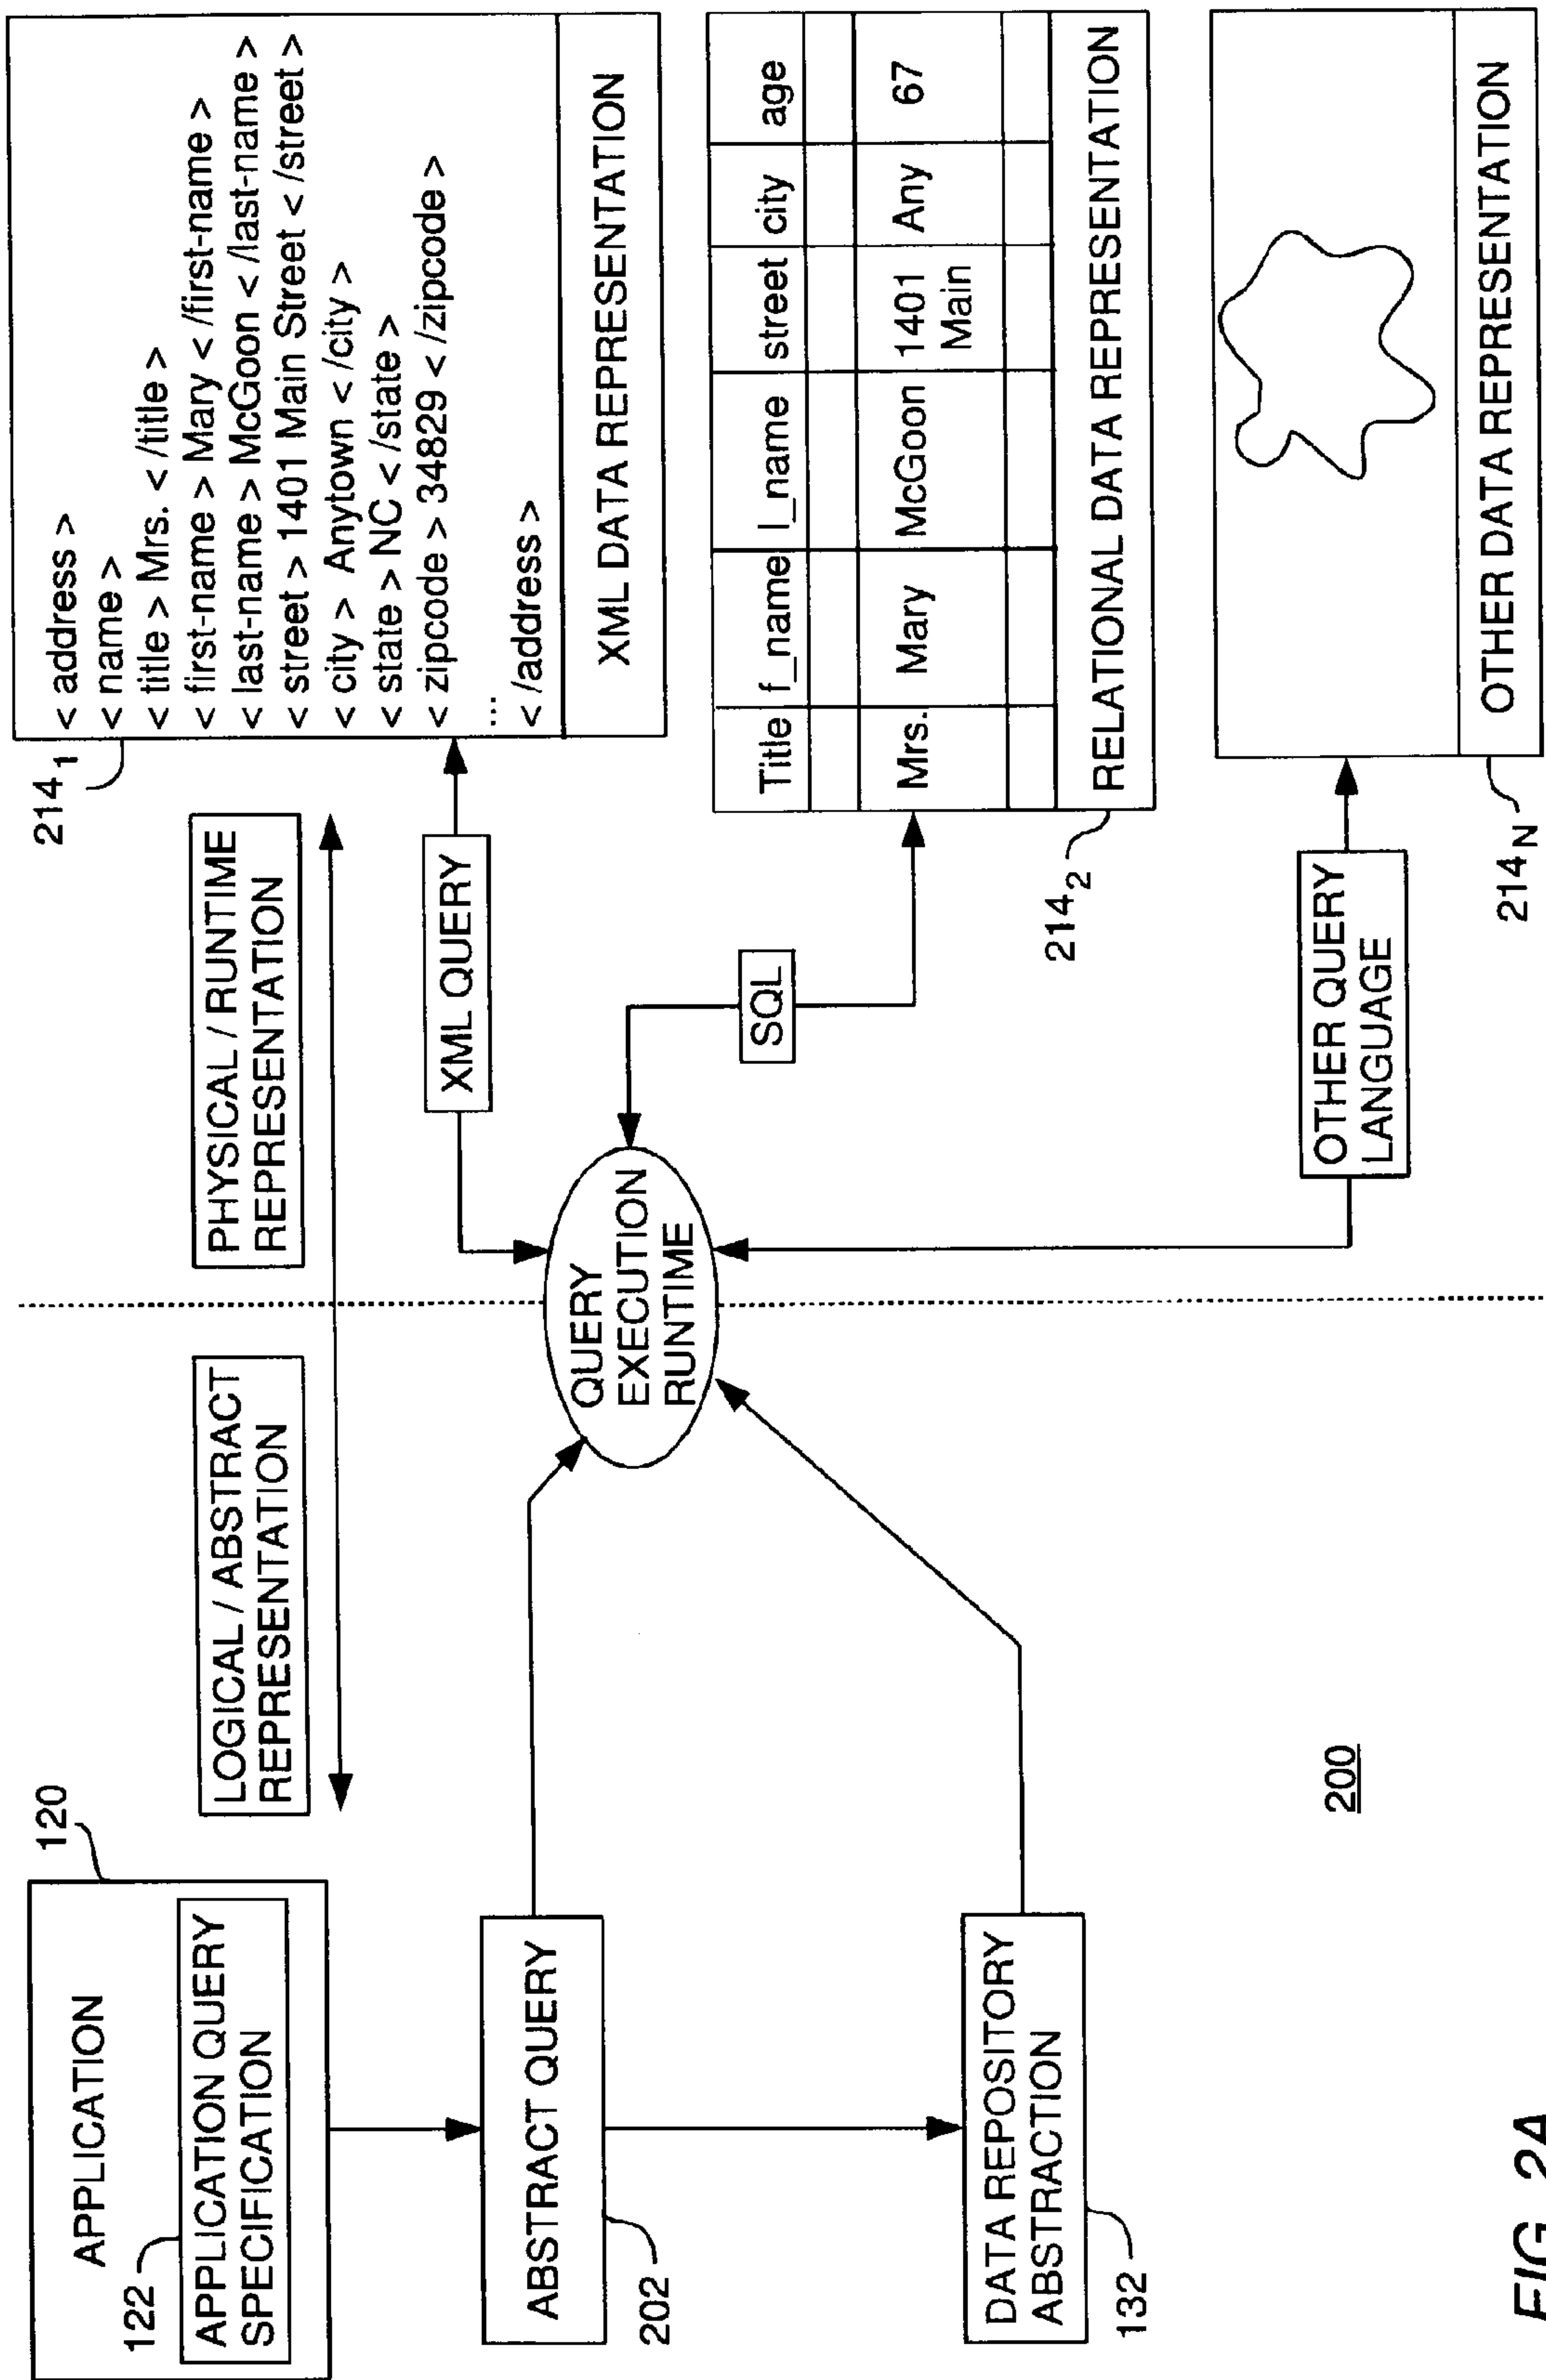 120
APPLICATION
122
APPLICATION QUERY
SPECIFICATION
ABSTRACT QUERY
202
DATA REPOSITORY
ABSTRACTION
132
LOGICAL / ABSTRACT
REPRESENTATION
PHYSICAL / RUNTIME
REPRESENTATION
QUERY
EXECUTION
RUNTIME
XML QUERY
SQL
OTHER QUERY
LANGUAGE
214₁
< address >
< name >
< title > Mrs. < /title >
< first-name > Mary < /first-name >
< last-name > McGoon < /last-name >
< street > 1401 Main Street < /street >
< city > Anytown < /city >
< state > NC < /state >
< zipcode > 34829 < /zipcode >
...
< /address >
XML DATA REPRESENTATION
Title f_name l_name street city age
Mrs. Mary McGoon 1401 Any 67
Main
RELATIONAL DATA REPRESENTATION
214₂
OTHER DATA REPRESENTATION
214N
200
FIG. 2A